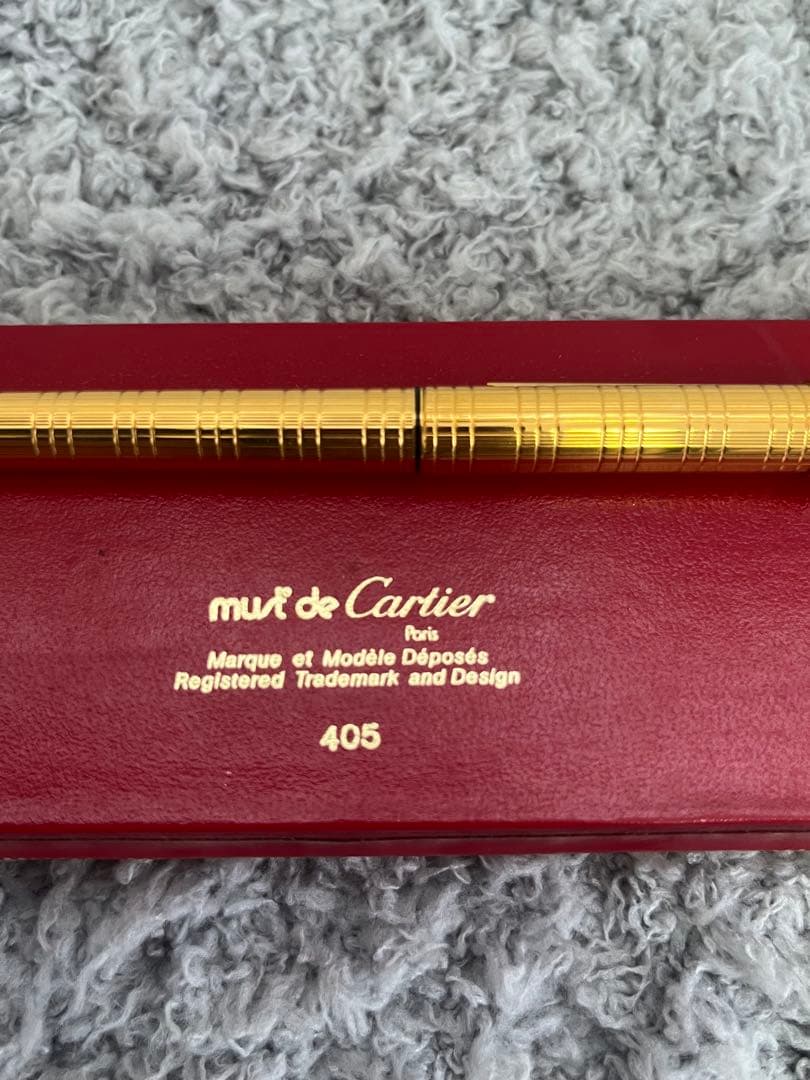 must de Cartier
Paris
Marque et Modèle Déposés
Registered Trademark and Design
405